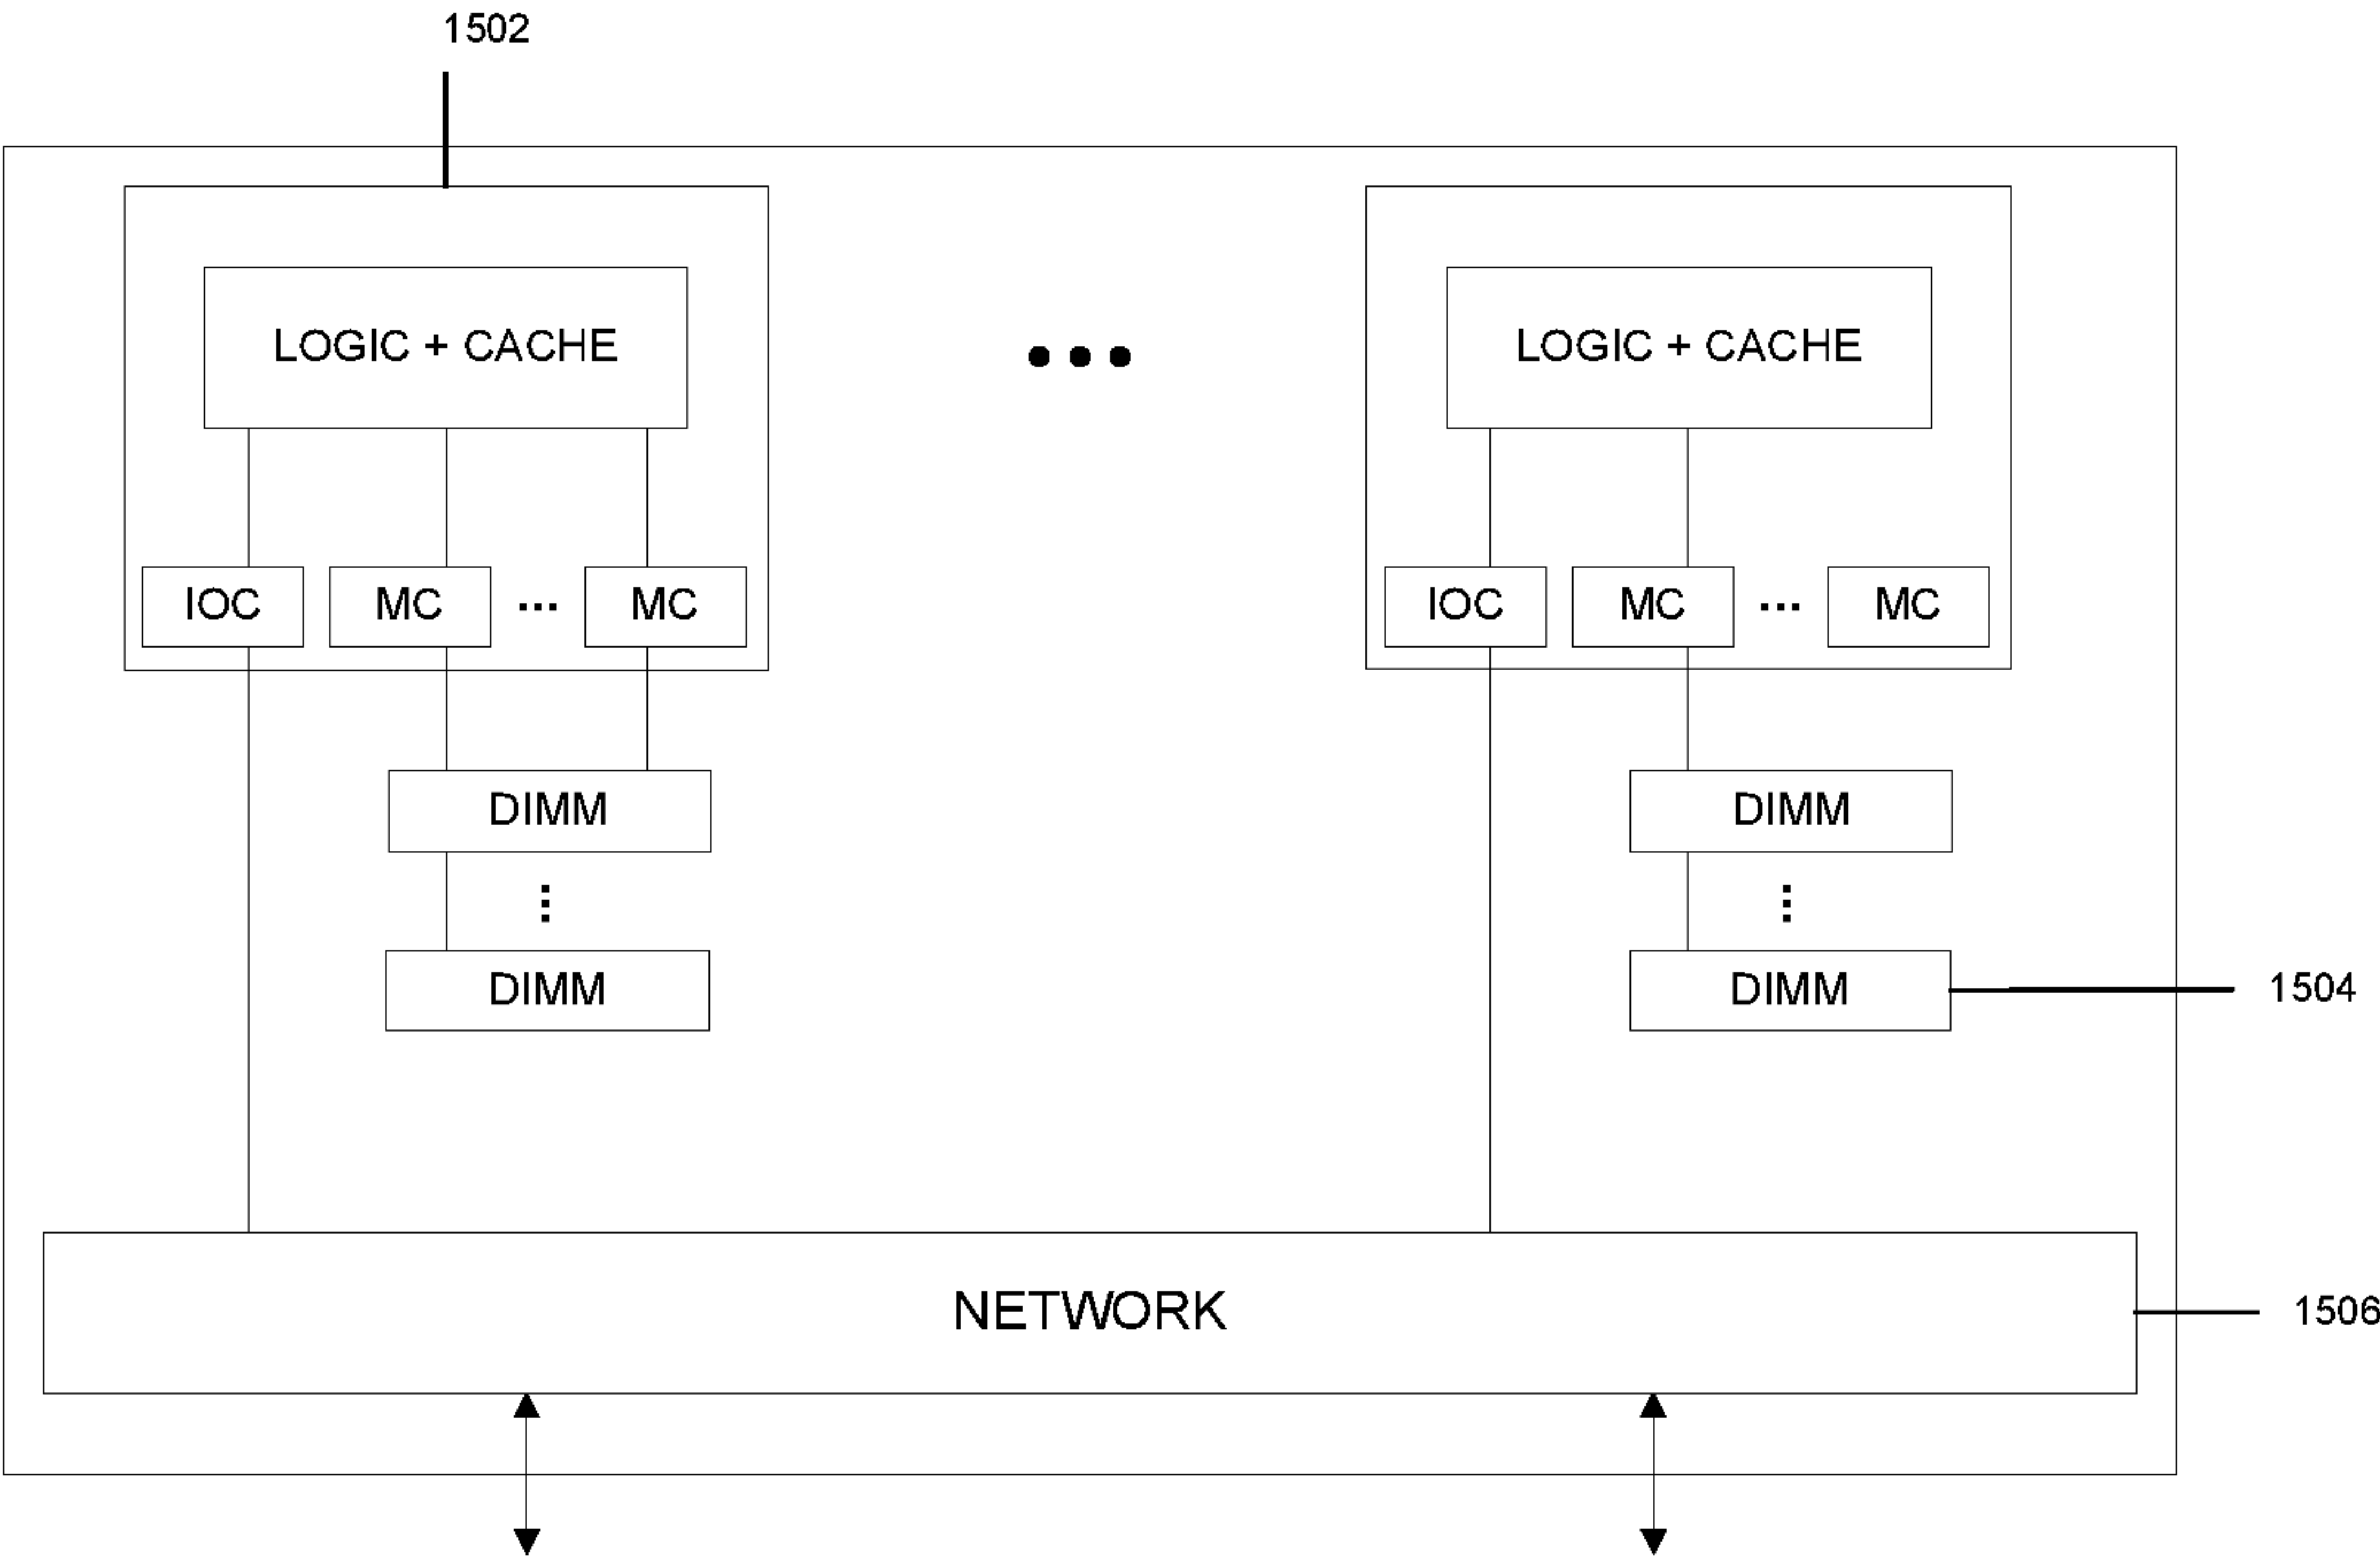 1502
LOGIC + CACHE
LOGIC + CACHE
IOC MC ... MC
IOC MC ... MC
DIMM
DIMM
DIMM
DIMM
1504
NETWORK
1506